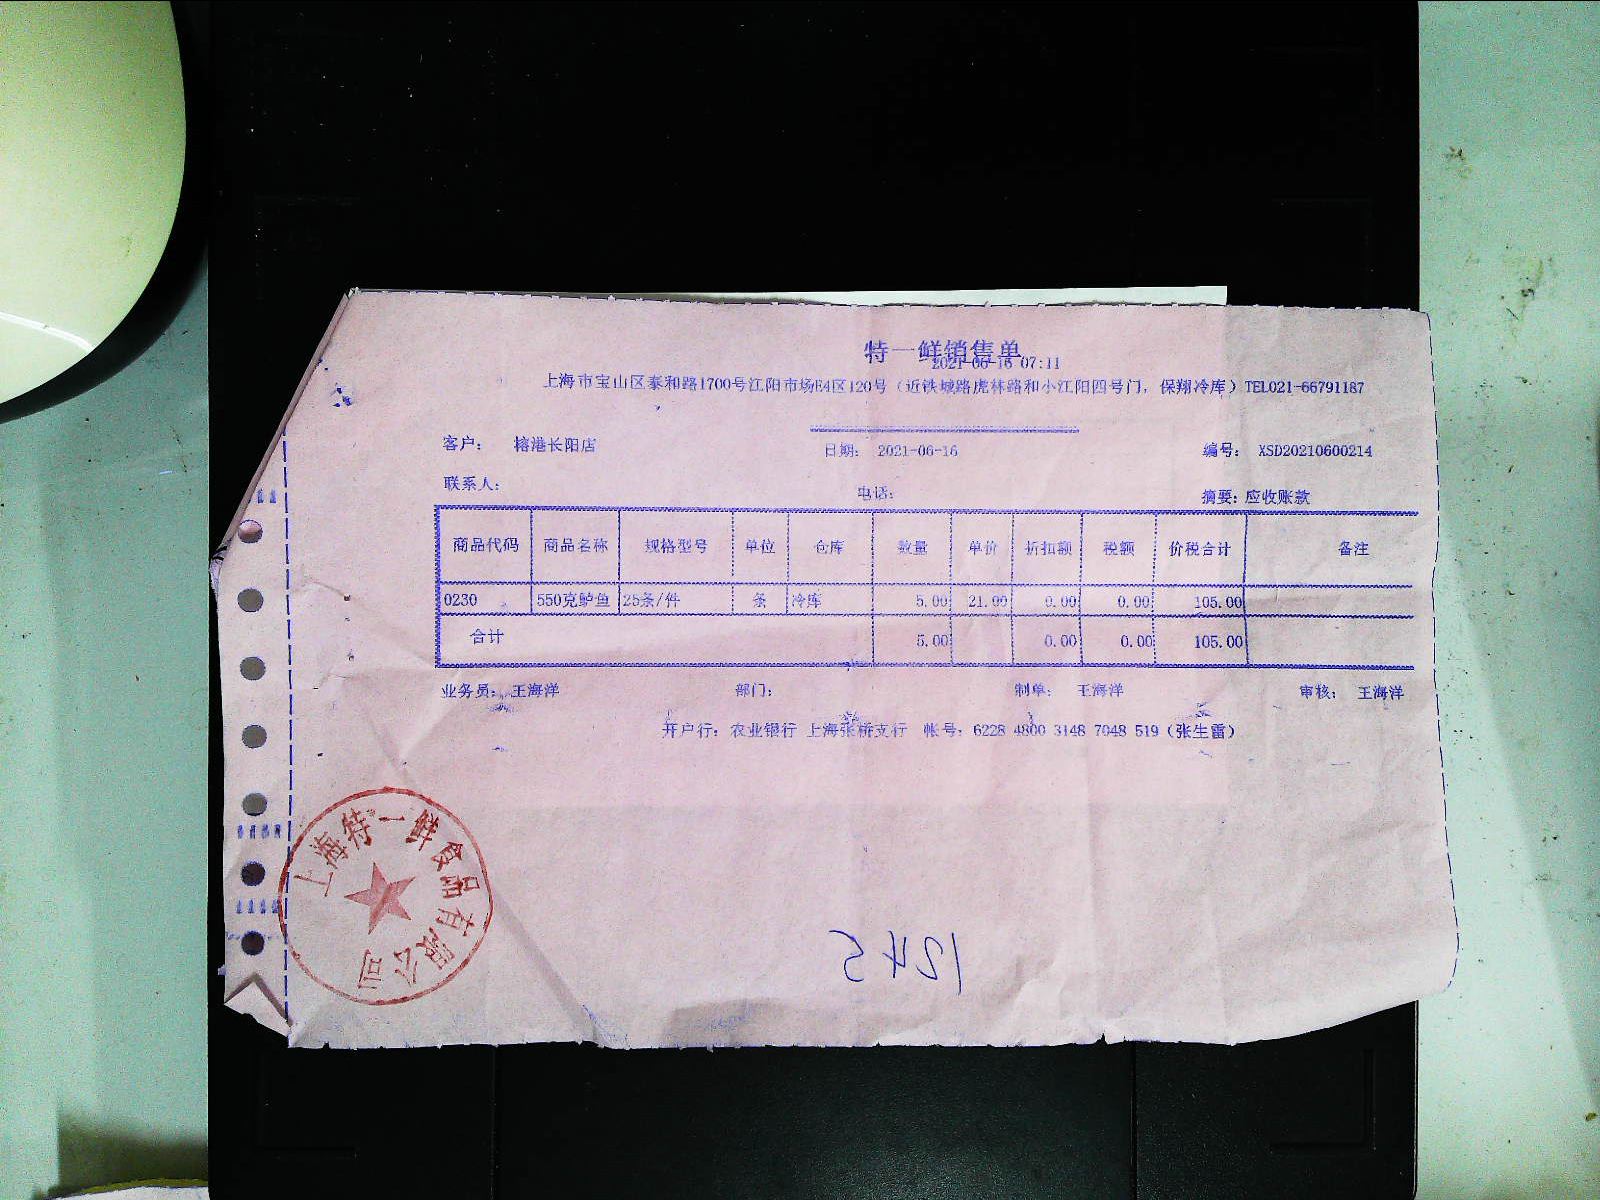 特一鲜销售单
2021-06-16 07:11
上海市宝山区泰和路1700号江阳市场E4区120号（近铁城路虎林路和小江阳四号门，保翔冷库）TEL021-66791187
客户： 榕港长阳店 日期： 2021-06-16 编号： XSD20210600214
联系人： 电话： 摘要：应收账款
商品代码 商品名称 规格型号 单位 仓库 数量 单价 折扣额 税额 价税合计 备注
0230 550克鲈鱼 25条/件 条 冷库 5.00 21.00 0.00 0.00 105.00
合计 5.00 0.00 0.00 105.00
业务员： 王海洋 部门： 制单： 王海洋 审核： 王海洋
开户行：农业银行 上海张桥支行 帐号：6228 4800 3148 7048 519（张生雷）
上海特一鲜食品有限公司
1245